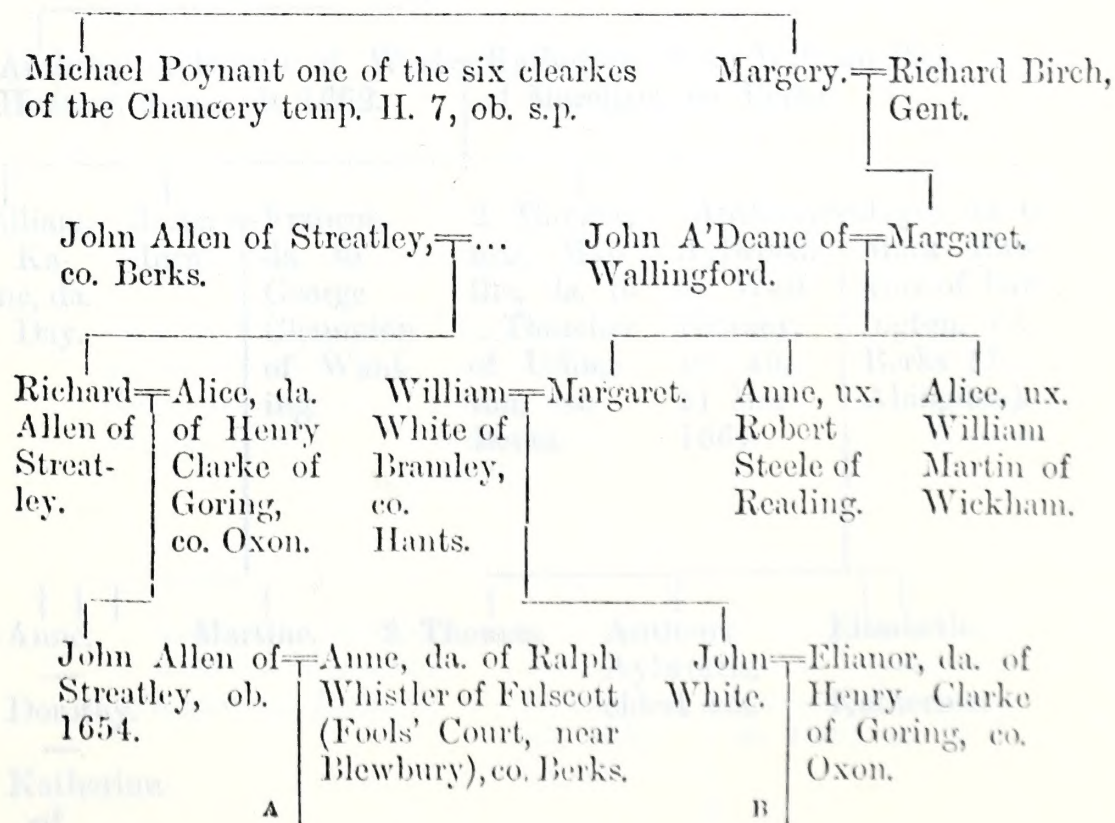 Michael Poynant one of the six clearkes
of the Chancery temp. H. 7, ob. s.p.
Margery.=Richard Birch,
Gent.
John Allen of Streatley,=...
co. Berks.
John A'Deane of=Margaret.
Wallingford.
Richard=Alice, da.
Allen of of Henry
Streat- Clarke of
ley. Goring,
co. Oxon.
William=Margaret.
White of
Bramley,
co.
Hants.
Anne, ux.
Robert
Steele of
Reading.
Alice, ux.
William
Martin of
Wickham.
John Allen of=Anne, da. of Ralph
Streatley, ob. Whistler of Fulscott
1654. (Fools' Court, near
Blewbury), co. Berks.
A
John=Elianor, da. of
White. Henry Clarke
of Goring, co.
Oxon.
B